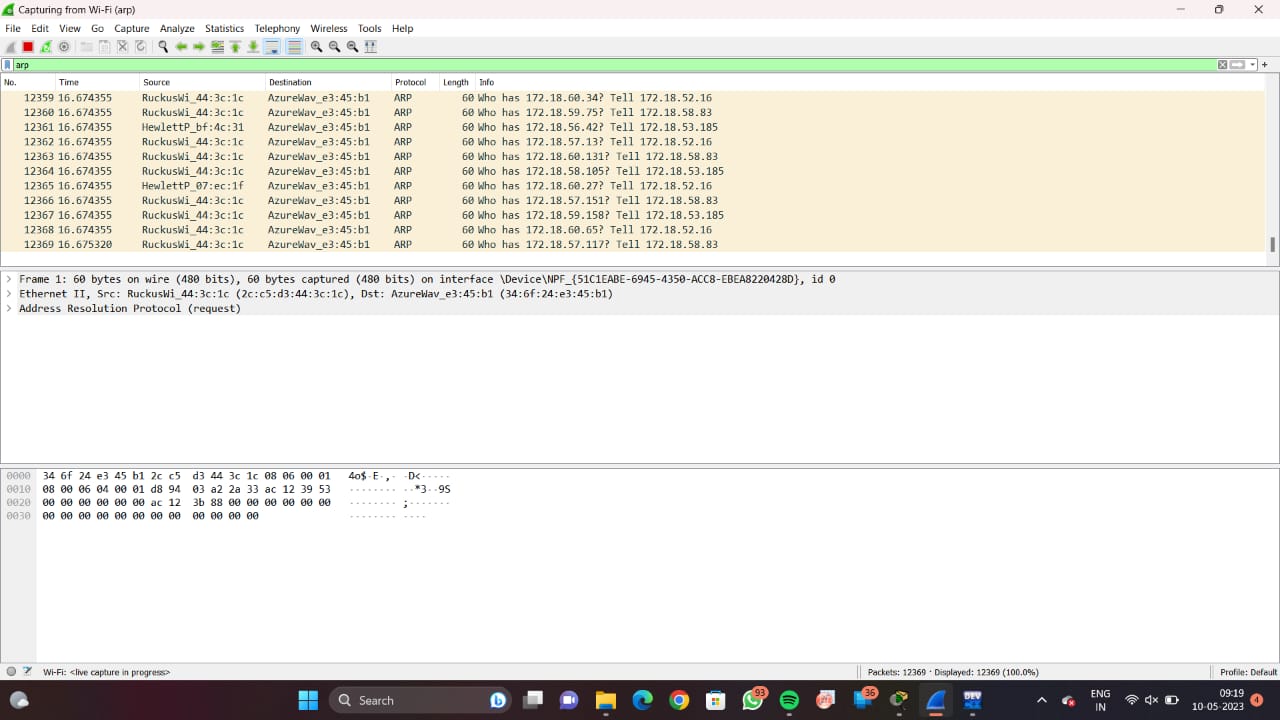 Capturing from Wi-Fi (arp)
File Edit View Go Capture Analyze Statistics Telephony Wireless Tools Help
arp
No. Time Source Destination Protocol Length Info
12359 16.674355 RuckusWi_44:3c:1c AzureWav_e3:45:b1 ARP 60 Who has 172.18.60.34? Tell 172.18.52.16
12360 16.674355 RuckusWi_44:3c:1c AzureWav_e3:45:b1 ARP 60 Who has 172.18.59.75? Tell 172.18.58.83
12361 16.674355 HewlettP_bf:4c:31 AzureWav_e3:45:b1 ARP 60 Who has 172.18.56.42? Tell 172.18.53.185
12362 16.674355 RuckusWi_44:3c:1c AzureWav_e3:45:b1 ARP 60 Who has 172.18.57.13? Tell 172.18.52.16
12363 16.674355 RuckusWi_44:3c:1c AzureWav_e3:45:b1 ARP 60 Who has 172.18.60.131? Tell 172.18.58.83
12364 16.674355 RuckusWi_44:3c:1c AzureWav_e3:45:b1 ARP 60 Who has 172.18.58.105? Tell 172.18.53.185
12365 16.674355 HewlettP_07:ec:1f AzureWav_e3:45:b1 ARP 60 Who has 172.18.60.27? Tell 172.18.52.16
12366 16.674355 RuckusWi_44:3c:1c AzureWav_e3:45:b1 ARP 60 Who has 172.18.57.151? Tell 172.18.58.83
12367 16.674355 RuckusWi_44:3c:1c AzureWav_e3:45:b1 ARP 60 Who has 172.18.59.158? Tell 172.18.53.185
12368 16.674355 RuckusWi_44:3c:1c AzureWav_e3:45:b1 ARP 60 Who has 172.18.60.65? Tell 172.18.52.16
12369 16.675320 RuckusWi_44:3c:1c AzureWav_e3:45:b1 ARP 60 Who has 172.18.57.117? Tell 172.18.58.83
> Frame 1: 60 bytes on wire (480 bits), 60 bytes captured (480 bits) on interface \Device\NPF_{51C1EABE-6945-4350-ACC8-EBEA8220428D}, id 0
> Ethernet II, Src: RuckusWi_44:3c:1c (2c:c5:d3:44:3c:1c), Dst: AzureWav_e3:45:b1 (34:6f:24:e3:45:b1)
> Address Resolution Protocol (request)
0000 34 6f 24 e3 45 b1 2c c5 d3 44 3c 1c 08 06 00 01 4o$·E·,· ·D<·····
0010 08 00 06 04 00 01 d8 94 03 a2 2a 33 ac 12 39 53 ········ ··*3··9S
0020 00 00 00 00 00 00 ac 12 3b 88 00 00 00 00 00 00 ········ ;·······
0030 00 00 00 00 00 00 00 00 00 00 00 00 ········ ····
Wi-Fi: <live capture in progress> Packets: 12369 · Displayed: 12369 (100.0%) Profile: Default
Search 93 36 DEV ENG IN 09:19 10-05-2023 4